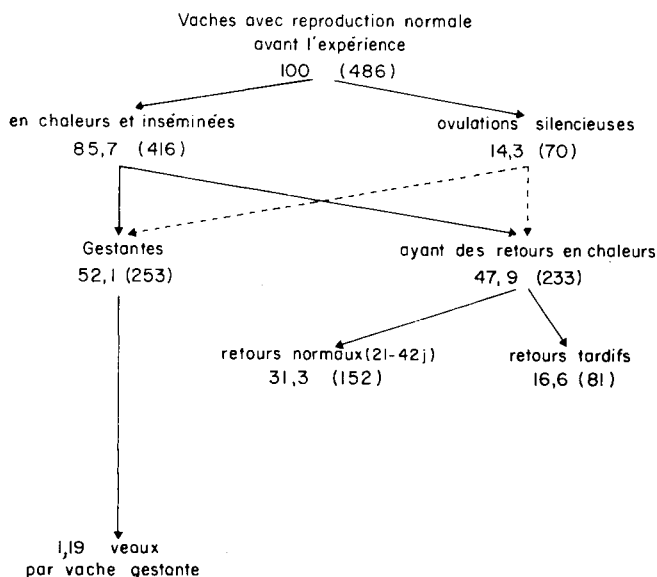 Vaches avec reproduction normale
avant l'expérience
100 (486)
en chaleurs et inséminées
85,7 (416)
ovulations silencieuses
14,3 (70)
Gestantes
52,1 (253)
ayant des retours en chaleurs
47,9 (233)
retours normaux (21-42j)
31,3 (152)
retours tardifs
16,6 (81)
1,19 veaux
par vache gestante